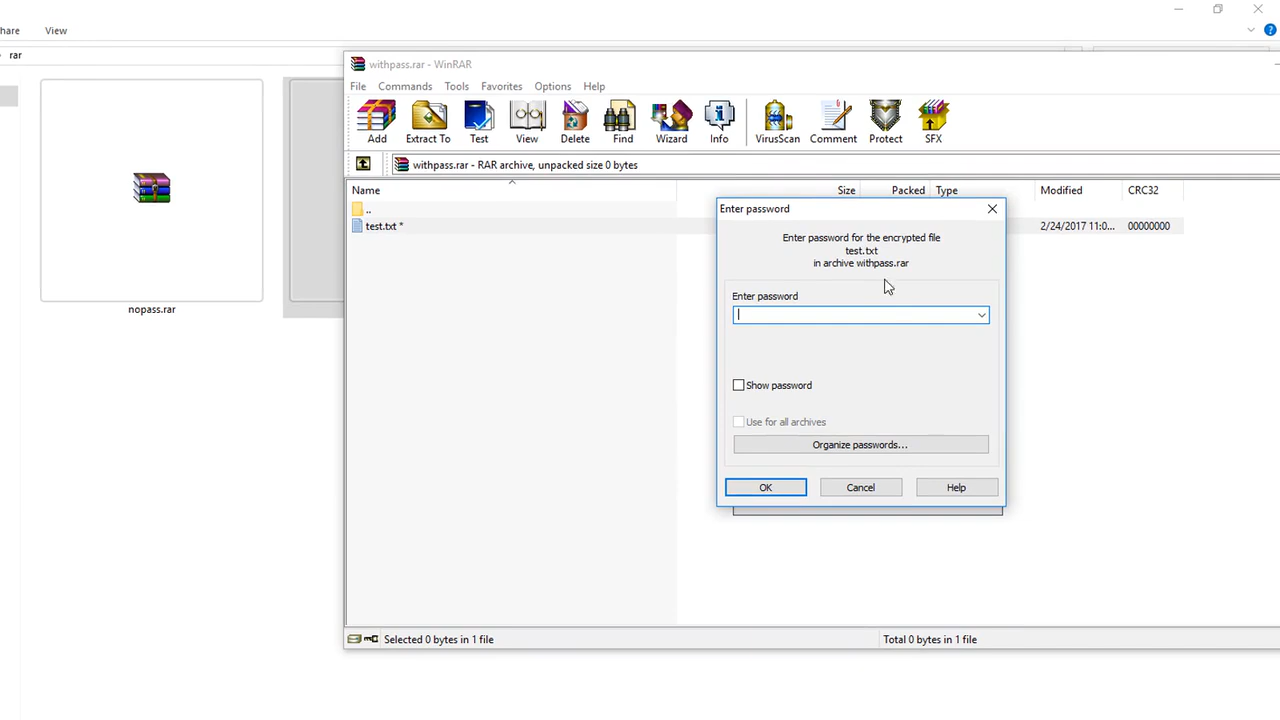 hare View
rar
withpass.rar - WinRAR
File Commands Tools Favorites Options Help
Add Extract To Test View Delete Find Wizard Info VirusScan Comment Protect SFX
withpass.rar - RAR archive, unpacked size 0 bytes
Name Size Packed Type Modified CRC32
..
test.txt * 2/24/2017 11:0... 00000000
nopass.rar
Enter password
Enter password for the encrypted file
test.txt
in archive withpass.rar
Enter password
Show password
Use for all archives
Organize passwords...
OK Cancel Help
Selected 0 bytes in 1 file Total 0 bytes in 1 file